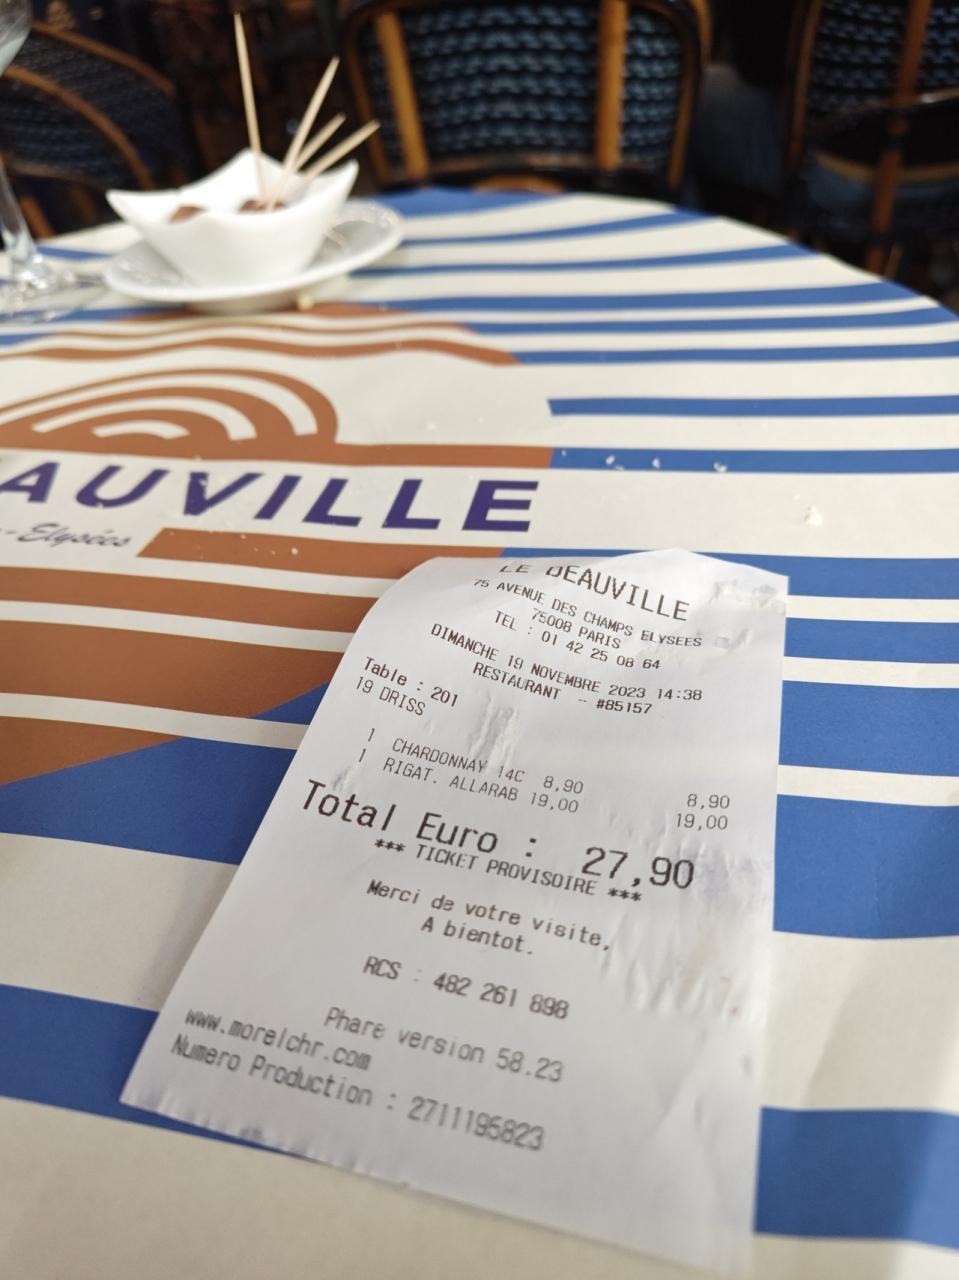 AUVILLE
-Elysées
LE DEAUVILLE
75 AVENUE DES CHAMPS ELYSEES
75008 PARIS
TEL : 01 42 25 08 64
DIMANCHE 19 NOVEMBRE 2023 14:38
RESTAURANT - #85157
Table : 201
19 DRISS
1 CHARDONNAY 14C 8,90 8,90
1 RIGAT. ALLARAB 19,00 19,00
Total Euro : 27,90
*** TICKET PROVISOIRE ***
Merci de votre visite,
A bientot.
RCS : 482 261 898
Phare version 58.23
www.morelchr.com
Numero Production : 2711195823